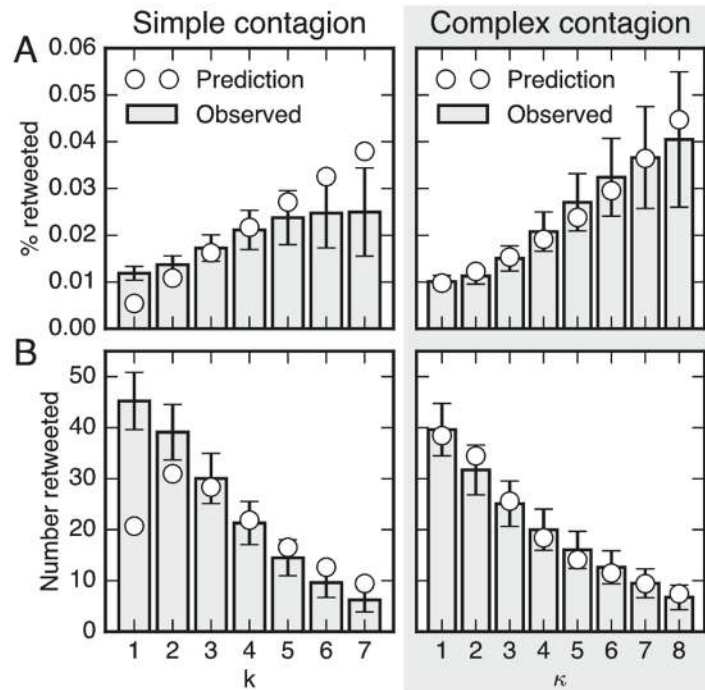 Simple contagion
Complex contagion
A
0.06
0.05
0.04
0.03
0.02
0.01
0.00
% retweeted
Prediction
Observed
Prediction
Observed
B
50
40
30
20
10
0
Number retweeted
1 2 3 4 5 6 7
k
1 2 3 4 5 6 7 8
κ